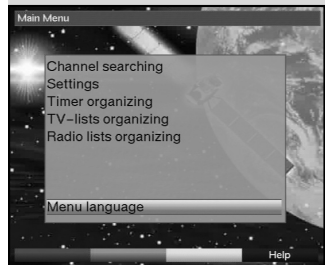 Main Menu
Channel searching
Settings
Timer organizing
TV-lists organizing
Radio lists organizing
Menu language
Help